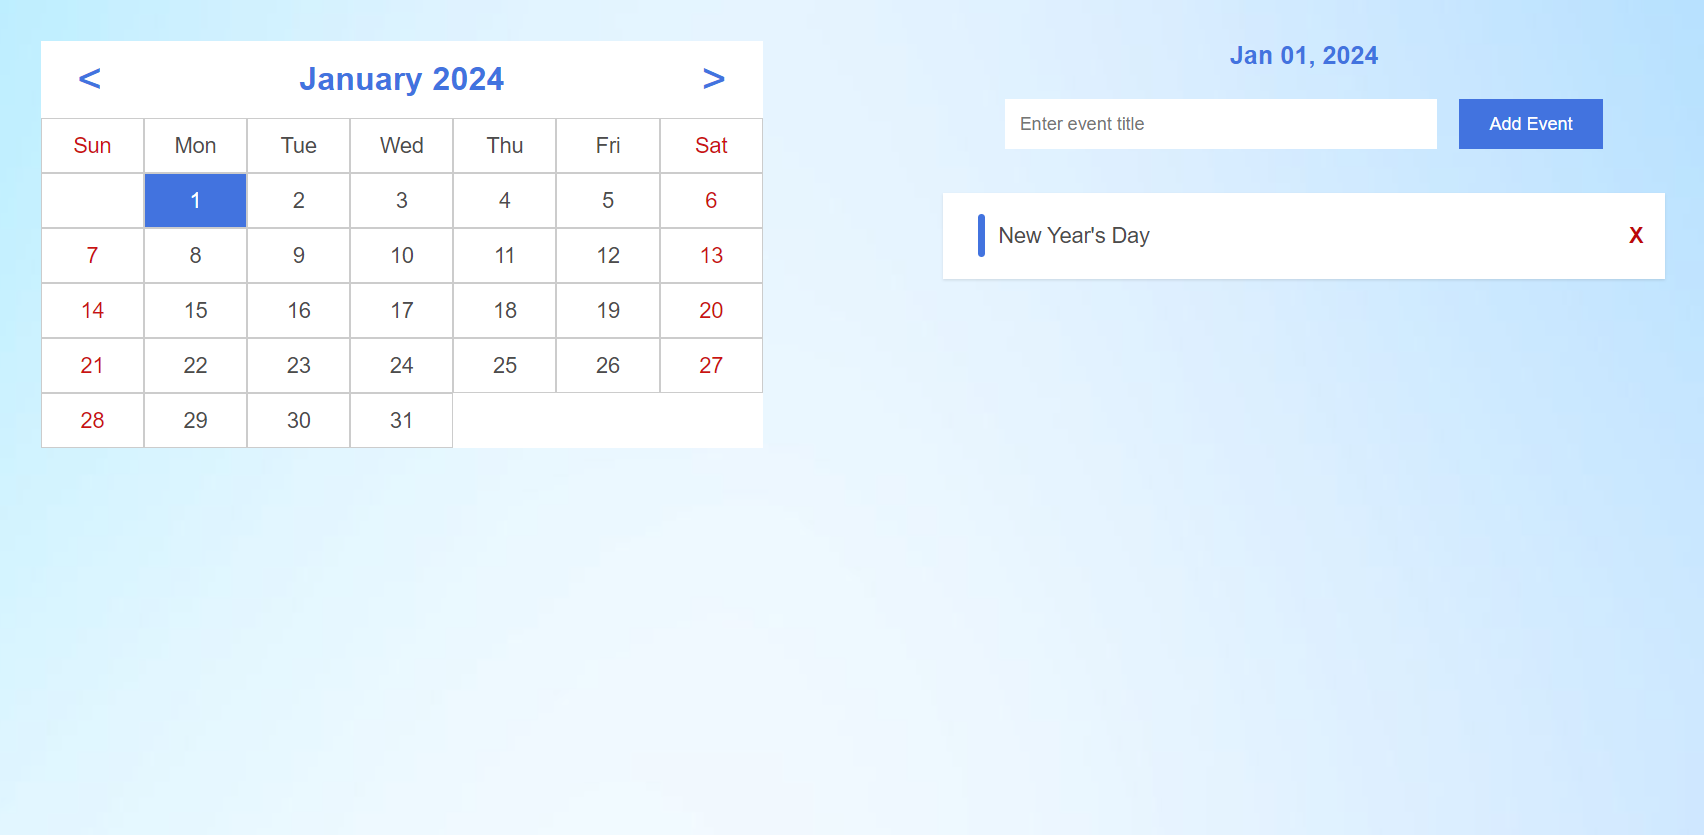 < January 2024 >
Sun Mon Tue Wed Thu Fri Sat
1 2 3 4 5 6
7 8 9 10 11 12 13
14 15 16 17 18 19 20
21 22 23 24 25 26 27
28 29 30 31
Jan 01, 2024
Enter event title Add Event
New Year's Day X